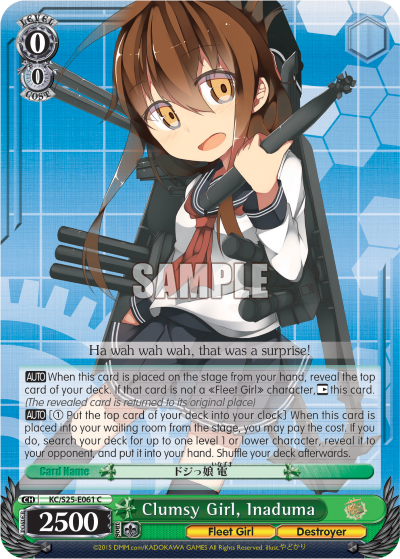 LEVEL
0
0
COST
SAMPLE
Ha wah wah wah, that was a surprise!
AUTO When this card is placed on the stage from your hand, reveal the top
card of your deck. If that card is not a «Fleet Girl» character, this card.
(The revealed card is returned to its original place)
AUTO [① Put the top card of your deck into your clock] When this card is
placed into your waiting room from the stage, you may pay the cost. If you
do, search your deck for up to one level 1 or lower character, reveal it to
your opponent, and put it into your hand. Shuffle your deck afterwards.
Card Name
ドジっ娘 電
CH KC/S25-E061 C
Clumsy Girl, Inaduma
2500
Fleet Girl
Destroyer
©2015 DMM.com/KADOKAWA GAMES All Rights Reserved. illust.やどかり